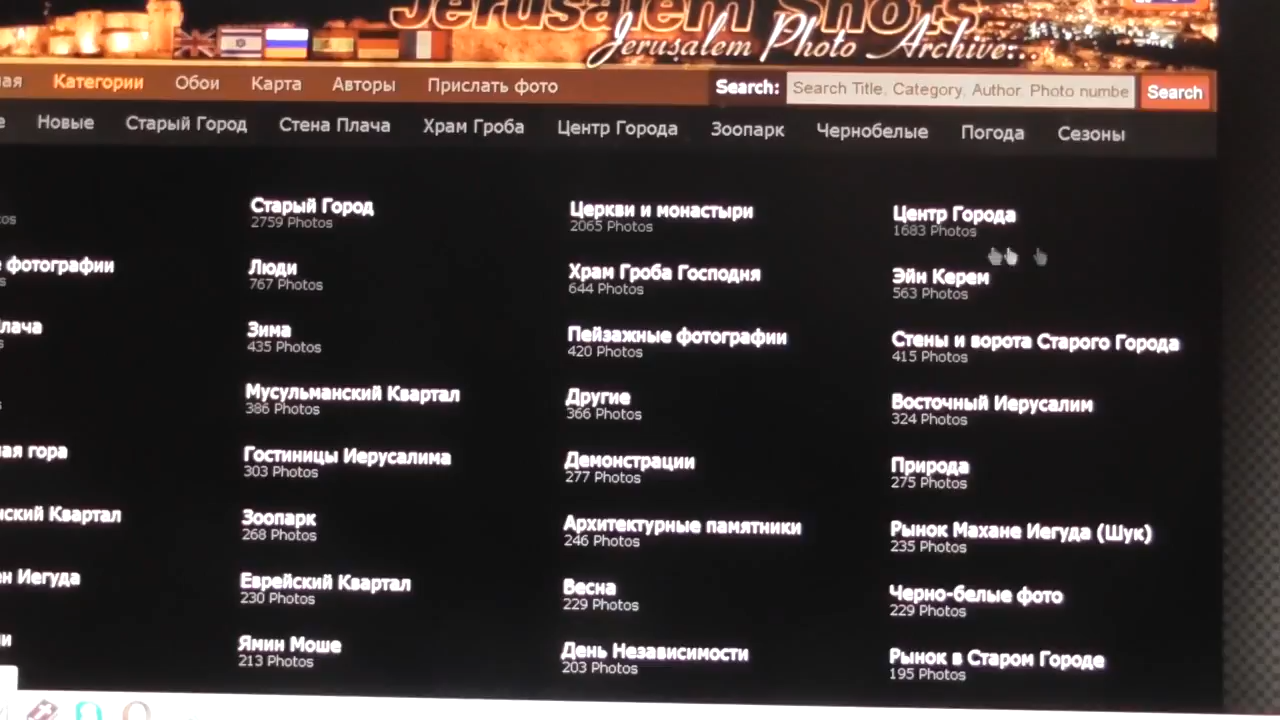 Jerusalem Shots
Jerusalem Photo Archive...
Категории Обои Карта Авторы Прислать фото Search: Search Title, Category, Author, Photo numbe Search
Новые Старый Город Стена Плача Храм Гроба Центр Города Зоопарк Чернобелые Погода Сезоны
Старый Город
2759 Photos
Церкви и монастыри
2065 Photos
Центр Города
1683 Photos
фотографии
Люди
767 Photos
Храм Гроба Господня
644 Photos
Эйн Керем
563 Photos
Зима
435 Photos
Пейзажные фотографии
420 Photos
Стены и ворота Старого Города
415 Photos
Мусульманский Квартал
386 Photos
Другие
366 Photos
Восточный Иерусалим
324 Photos
гора
Гостиницы Иерусалима
303 Photos
Демонстрации
277 Photos
Природа
275 Photos
Квартал
Зоопарк
268 Photos
Архитектурные памятники
246 Photos
Рынок Махане Иегуда (Шук)
235 Photos
Иегуда
Еврейский Квартал
230 Photos
Весна
229 Photos
Черно-белые фото
229 Photos
Ямин Моше
213 Photos
День Независимости
203 Photos
Рынок в Старом Городе
195 Photos